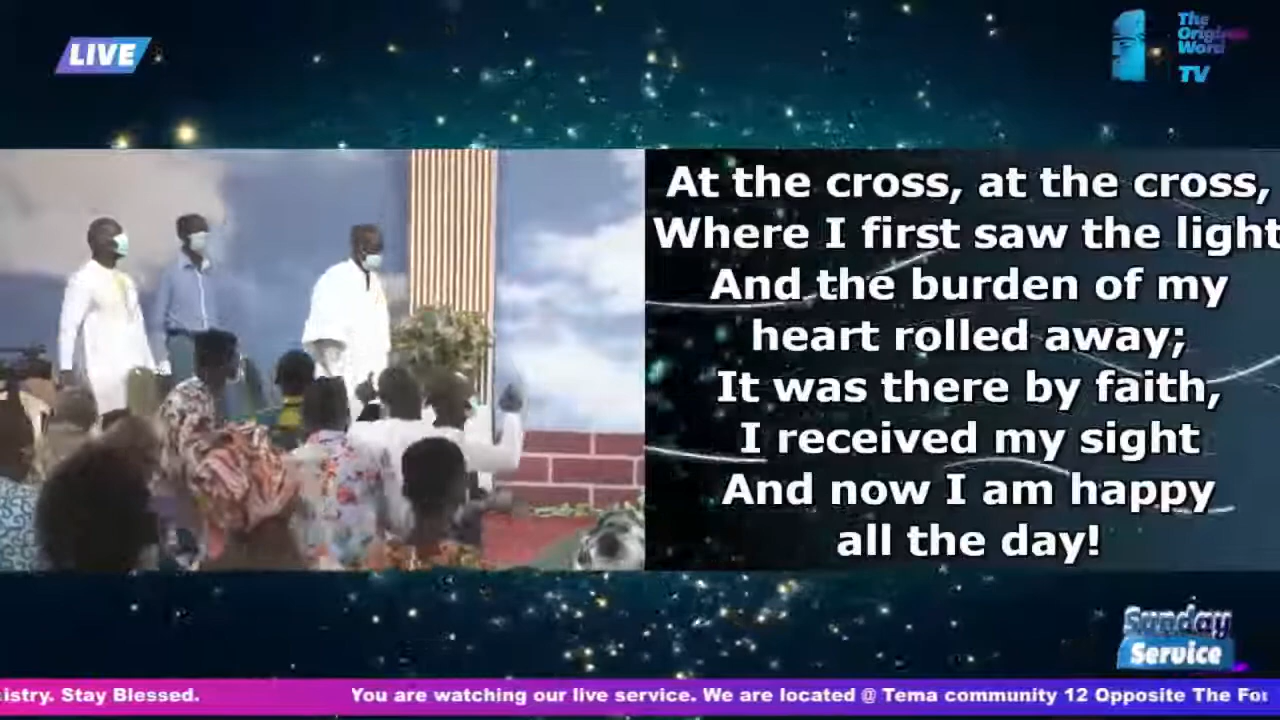 LIVE
The
Original
Word
TV
At the cross, at the cross,
Where I first saw the light
And the burden of my
heart rolled away;
It was there by faith,
I received my sight
And now I am happy
all the day!
Sunday
Service
istry. Stay Blessed. You are watching our live service. We are located @ Tema community 12 Opposite The For